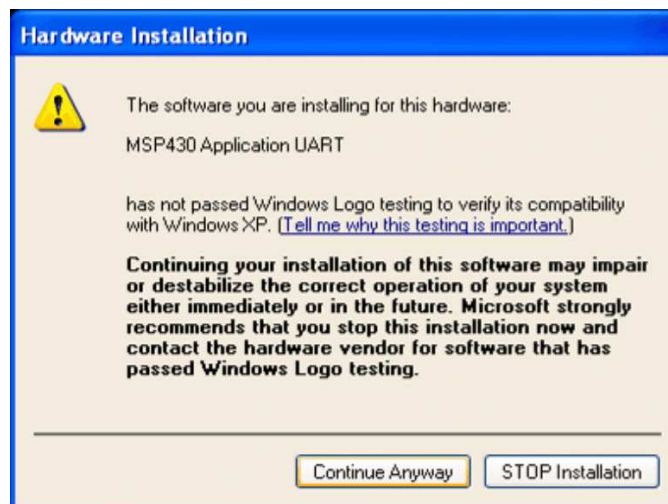 Hardware Installation
The software you are installing for this hardware:
MSP430 Application UART
has not passed Windows Logo testing to verify its compatibility
with Windows XP. (Tell me why this testing is important.)
Continuing your installation of this software may impair
or destabilize the correct operation of your system
either immediately or in the future. Microsoft strongly
recommends that you stop this installation now and
contact the hardware vendor for software that has
passed Windows Logo testing.
Continue Anyway
STOP Installation